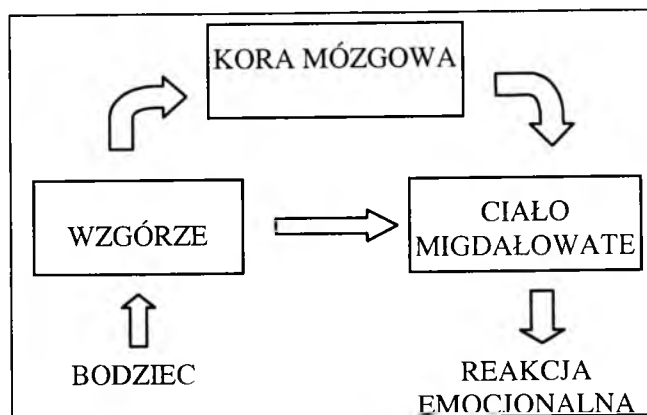 KORA MÓZGOWA
WZGÓRZE
CIAŁO
MIGDAŁOWATE
BODZIEC
REAKCJA
EMOCJONALNA